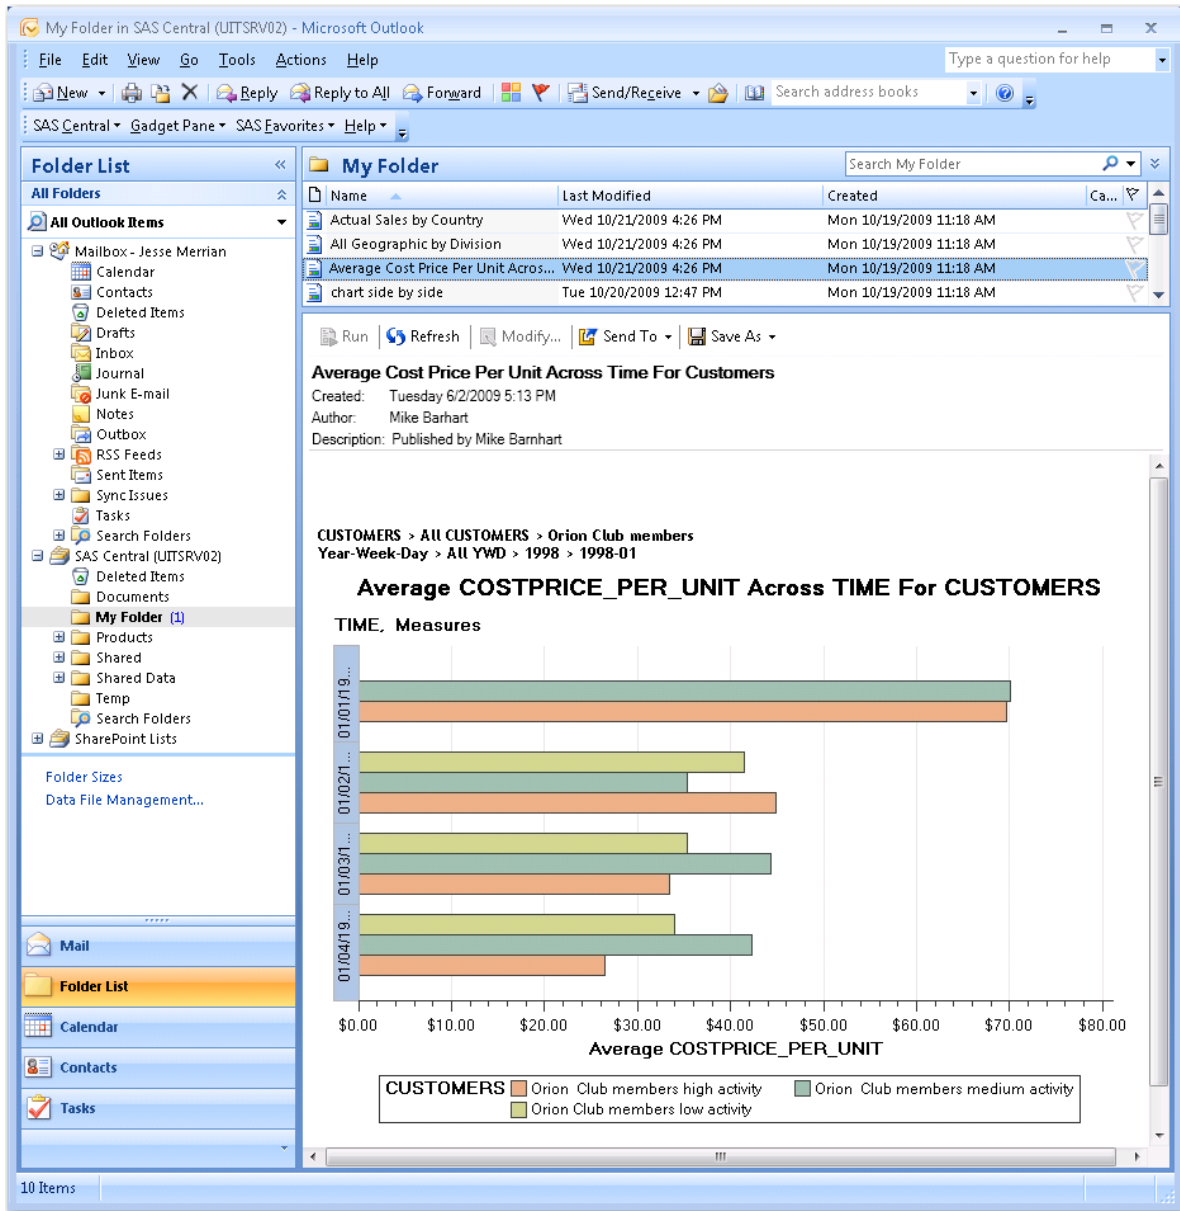 My Folder in SAS Central (UITSRV02) - Microsoft Outlook
File Edit View Go Tools Actions Help Type a question for help
New Reply Reply to All Forward Send/Receive Search address books
SAS Central Gadget Pane SAS Favorites Help
Folder List
All Folders
All Outlook Items
Mailbox - Jesse Merrian
Calendar
Contacts
Deleted Items
Drafts
Inbox
Journal
Junk E-mail
Notes
Outbox
RSS Feeds
Sent Items
Sync Issues
Tasks
Search Folders
SAS Central (UITSRV02)
Deleted Items
Documents
My Folder (1)
Products
Shared
Shared Data
Temp
Search Folders
SharePoint Lists
Folder Sizes
Data File Management...
Mail
Folder List
Calendar
Contacts
Tasks
My Folder Search My Folder
Name Last Modified Created Ca...
Actual Sales by Country Wed 10/21/2009 4:26 PM Mon 10/19/2009 11:18 AM
All Geographic by Division Wed 10/21/2009 4:26 PM Mon 10/19/2009 11:18 AM
Average Cost Price Per Unit Acros... Wed 10/21/2009 4:26 PM Mon 10/19/2009 11:18 AM
chart side by side Tue 10/20/2009 12:47 PM Mon 10/19/2009 11:18 AM
Run Refresh Modify... Send To Save As
Average Cost Price Per Unit Across Time For Customers
Created: Tuesday 6/2/2009 5:13 PM
Author: Mike Barhart
Description: Published by Mike Barnhart
CUSTOMERS > All CUSTOMERS > Orion Club members
Year-Week-Day > All YWD > 1998 > 1998-01
Average COSTPRICE_PER_UNIT Across TIME For CUSTOMERS
TIME, Measures
01/01/19...
01/02/1...
01/03/1...
01/04/19...
$0.00 $10.00 $20.00 $30.00 $40.00 $50.00 $60.00 $70.00 $80.00
Average COSTPRICE_PER_UNIT
CUSTOMERS Orion Club members high activity Orion Club members medium activity
Orion Club members low activity
10 Items